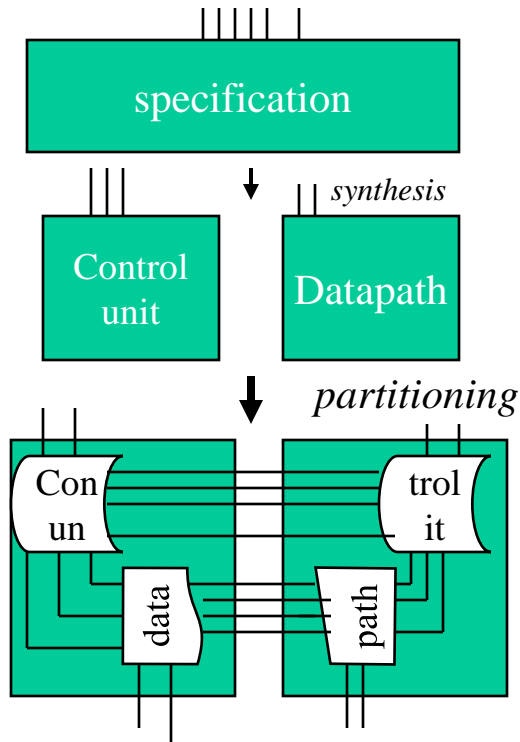 specification
synthesis
Control
unit
Datapath
partitioning
Con
un
trol
it
data
path